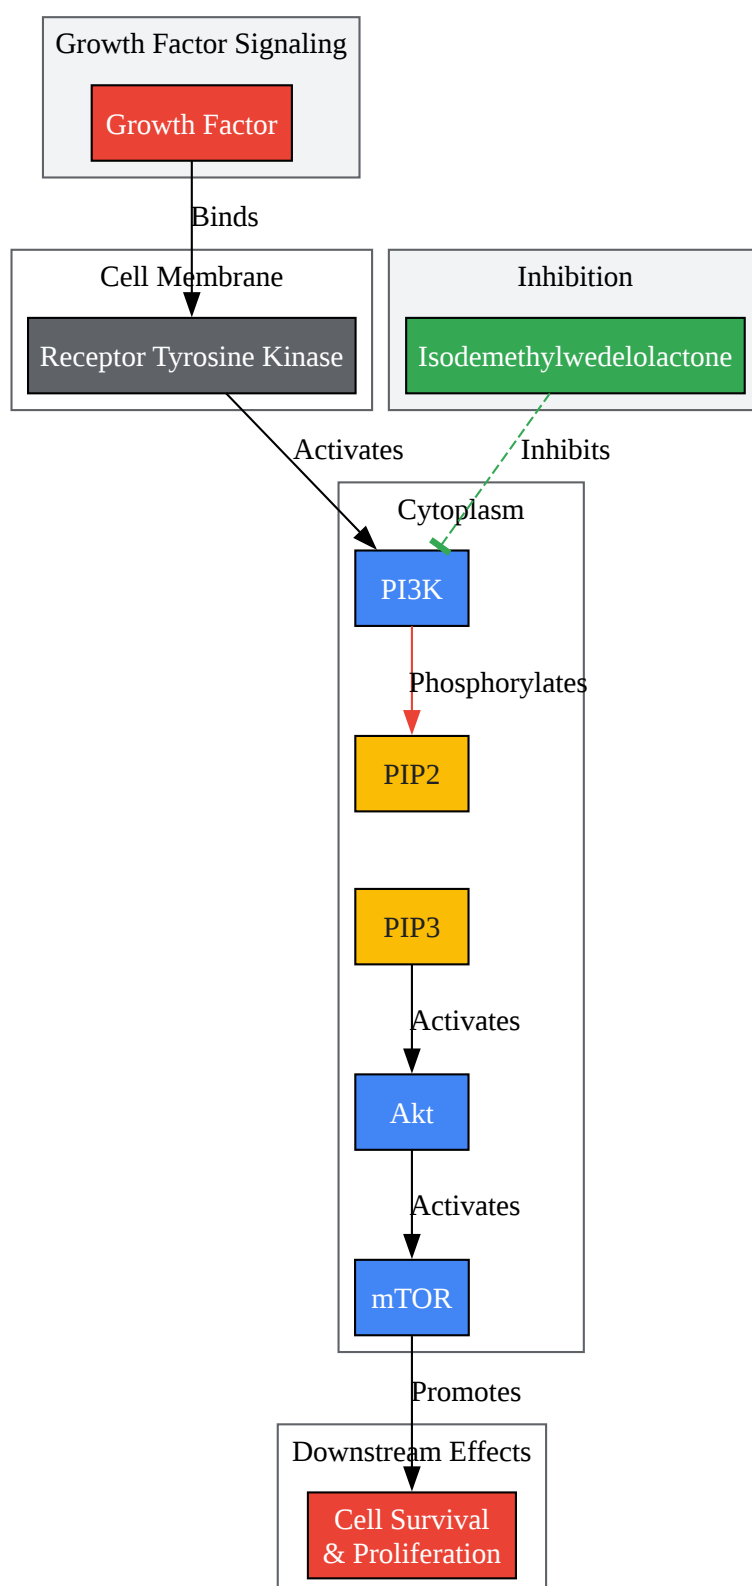 Growth Factor Signaling
Growth Factor
Binds
Cell Membrane
Receptor Tyrosine Kinase
Inhibition
Isodemethylwedelolactone
Activates
Inhibits
Cytoplasm
PI3K
Phosphorylates
PIP2
PIP3
Activates
Akt
Activates
mTOR
Promotes
Downstream Effects
Cell Survival
& Proliferation